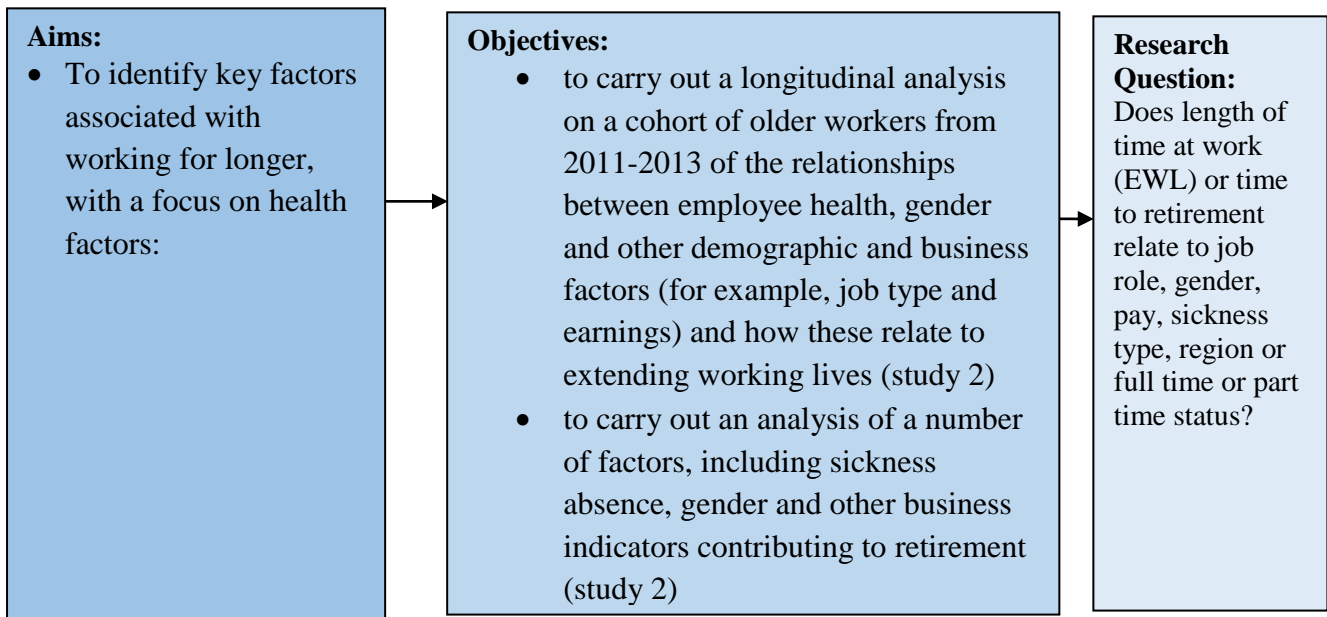 Aims:
• To identify key factors
associated with
working for longer,
with a focus on health
factors:
Objectives:
• to carry out a longitudinal analysis
on a cohort of older workers from
2011-2013 of the relationships
between employee health, gender
and other demographic and business
factors (for example, job type and
earnings) and how these relate to
extending working lives (study 2)
• to carry out an analysis of a number
of factors, including sickness
absence, gender and other business
indicators contributing to retirement
(study 2)
Research
Question:
Does length of
time at work
(EWL) or time
to retirement
relate to job
role, gender,
pay, sickness
type, region or
full time or part
time status?